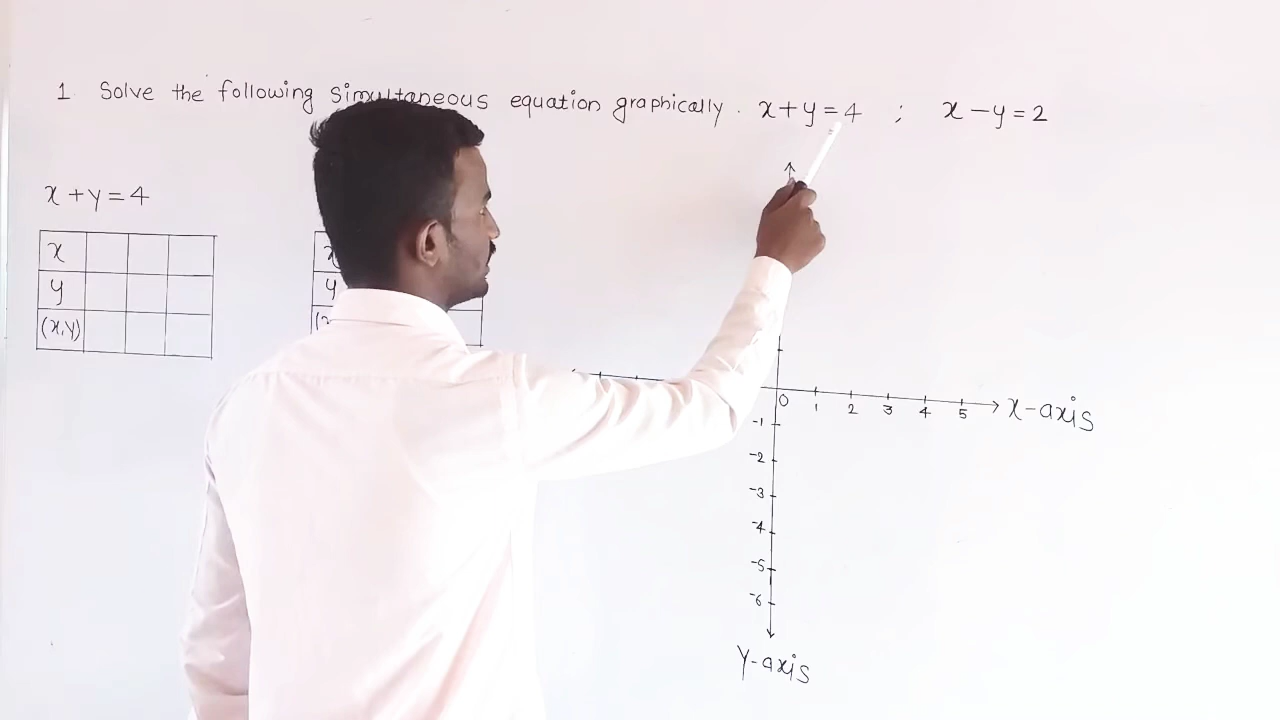 1 Solve the following Simultaneous equation graphically. x+y=4 ; x-y=2
x+y=4
x
y
(x,y)
y
0 1 2 3 4 5 x-axis
-1
-2
-3
-4
-5
-6
Y-axis